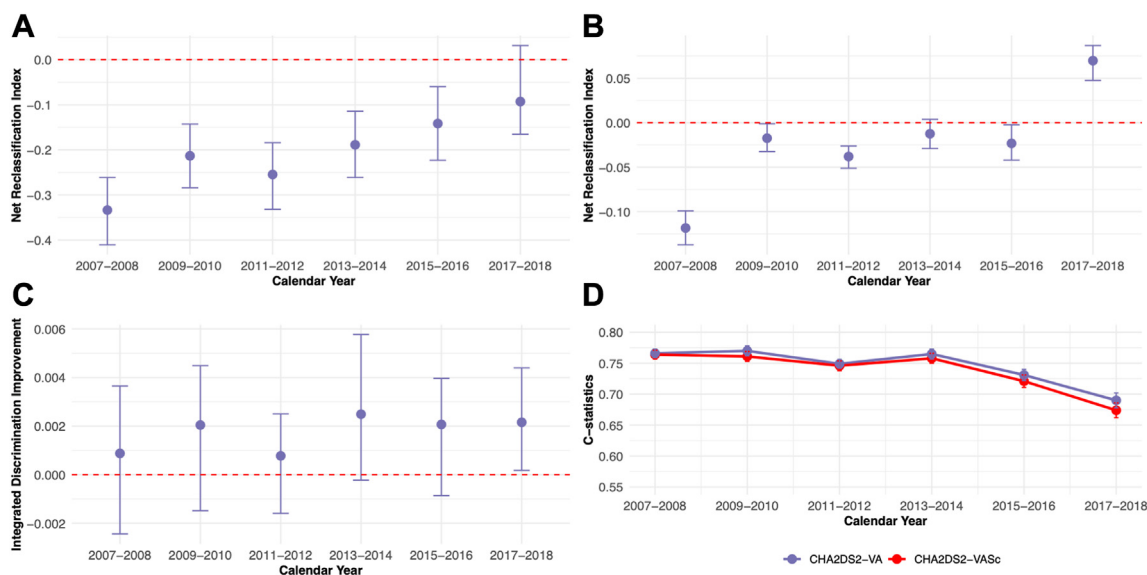 A
Net Reclassification Index
0.0
−0.1
−0.2
−0.3
−0.4
2007−2008 2009−2010 2011−2012 2013−2014 2015−2016 2017−2018
Calendar Year
B
Net Reclassification Index
0.05
0.00
−0.05
−0.10
2007−2008 2009−2010 2011−2012 2013−2014 2015−2016 2017−2018
Calendar Year
C
Integrated Discrimination Improvement
0.006
0.004
0.002
0.000
−0.002
2007−2008 2009−2010 2011−2012 2013−2014 2015−2016 2017−2018
Calendar Year
D
C−statistics
0.80
0.75
0.70
0.65
0.60
0.55
2007−2008 2009−2010 2011−2012 2013−2014 2015−2016 2017−2018
Calendar Year
CHA2DS2−VA CHA2DS2−VASc